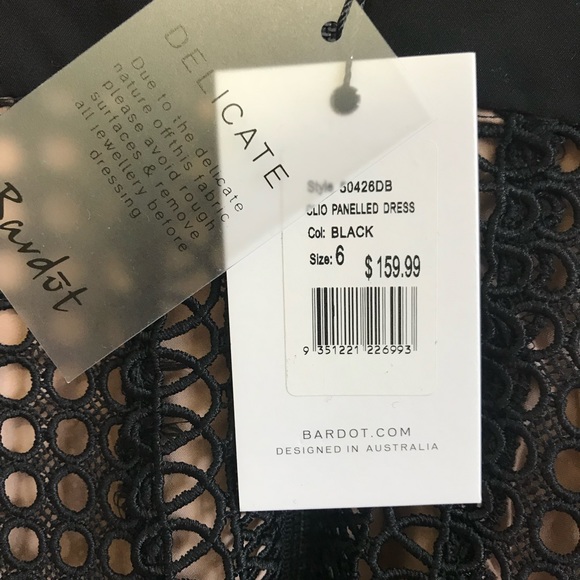 DELICATE
Due to the delicate
nature off this fabric
please avoid rough
surfaces & remove
all jewellery before
dressing
Bardot
Style 50426DB
CLIO PANELLED DRESS
Col: BLACK
Size: 6
$159.99
9 351221 226993
BARDOT.COM
DESIGNED IN AUSTRALIA